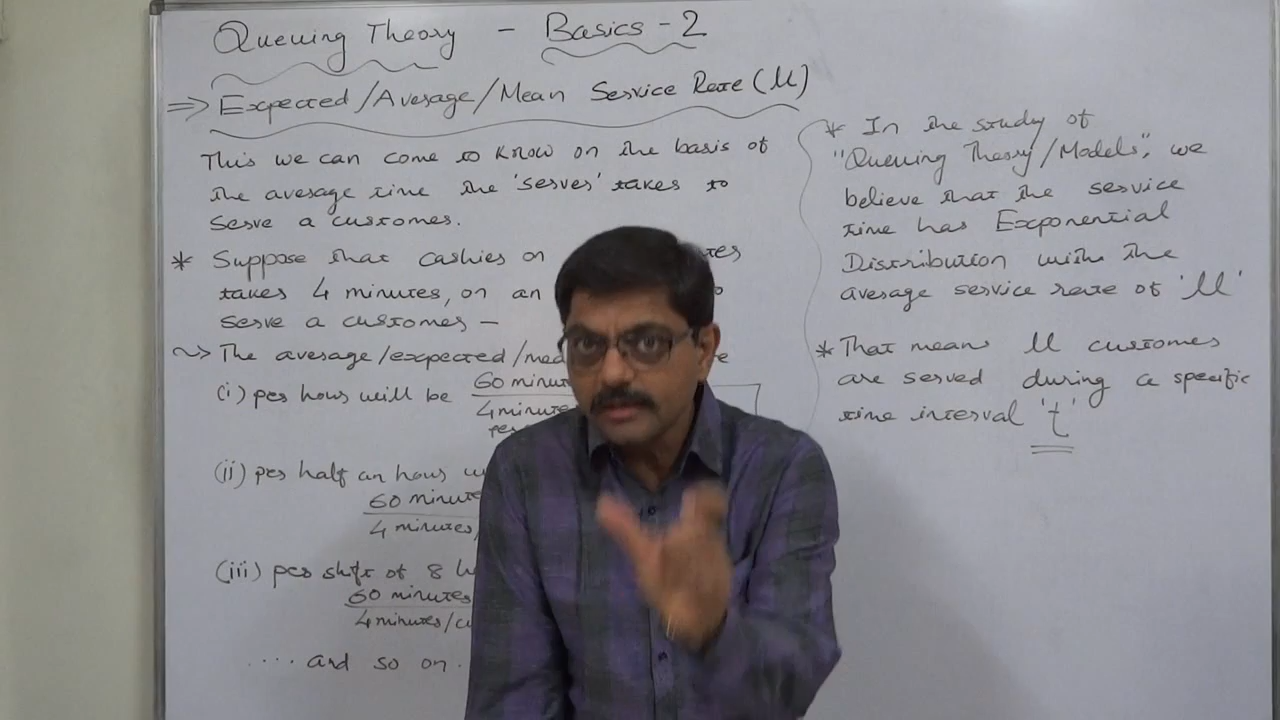 Queuing Theory - Basics - 2
⇒ Expected/Average/Mean Service Rate (μ)
This we can come to know on the basis of
the average time the 'server' takes to
serve a customer.
* Suppose that cashier on
takes 4 minutes, on an
serve a customer -
~> The average/expected/mea
(i) per hour will be 60 minut
4 minute
per
(ii) per half an hour w
60 minute
4 minutes/
(iii) per shift of 8 h
60 minutes
4 minutes/cu
.... and so on.
* In the study of
"Queuing Theory/Models", we
believe that the service
time has Exponential
Distribution with the
average service rate of 'μ'
* That means μ customer
are served during a specific
time interval 't'